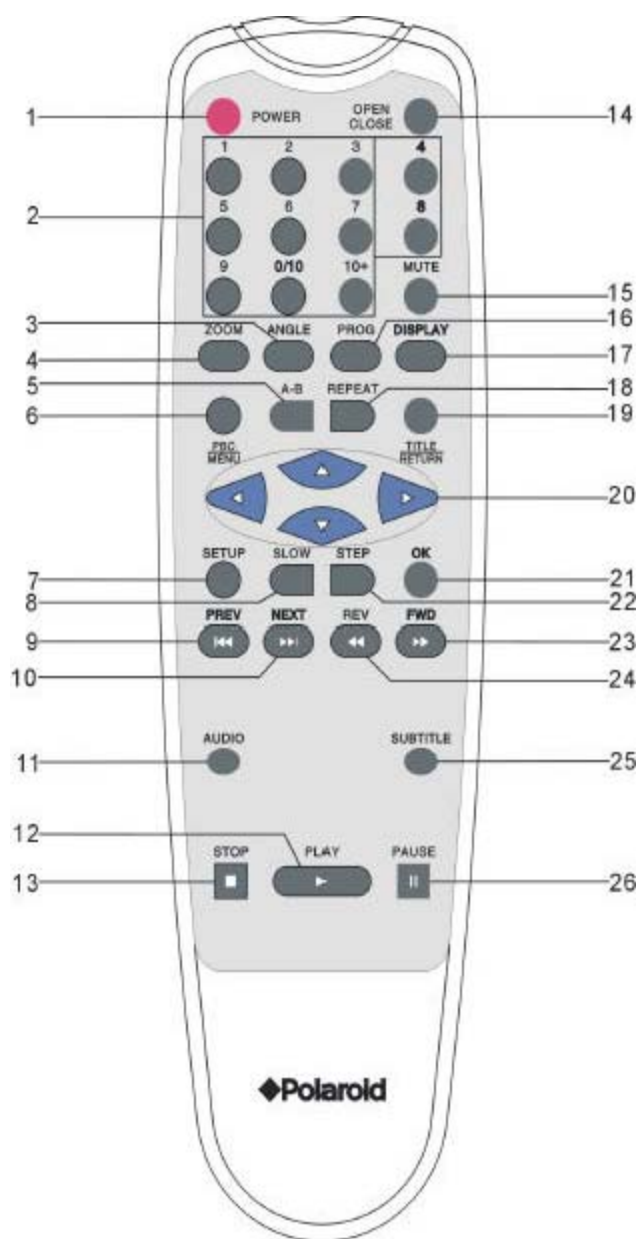 1 POWER OPEN CLOSE 14
1 2 3 4
2
5 6 7 8
9 0/10 10+ MUTE
15
3 16
ZOOM ANGLE PROG DISPLAY
4 17
5 A-B REPEAT 18
6 19
PBC MENU TITLE RETURN
20
SETUP SLOW STEP OK
7 21
8 22
PREV NEXT REV FWD
9 23
10 24
AUDIO SUBTITLE
11 25
12
STOP PLAY PAUSE
13 26
Polaroid